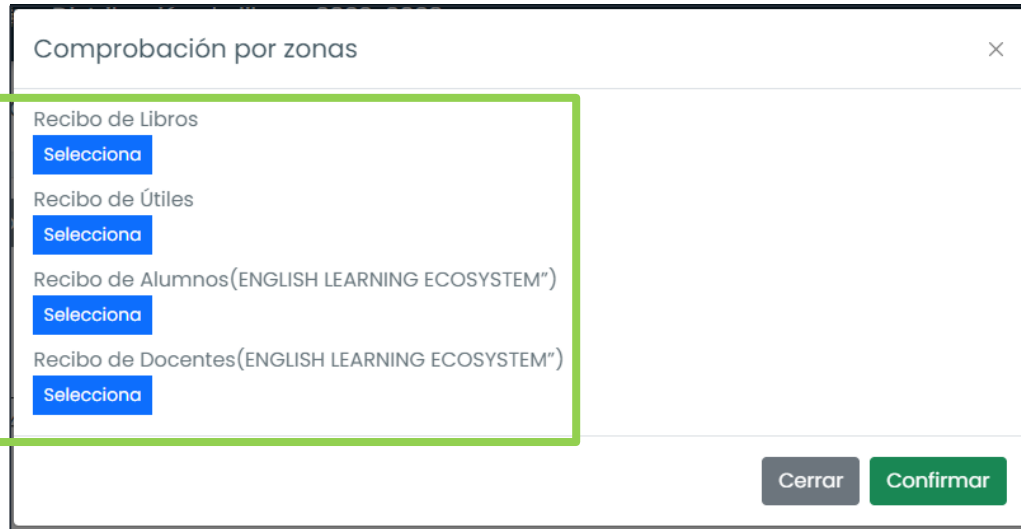 Comprobación por zonas
Recibo de Libros
Selecciona
Recibo de Útiles
Selecciona
Recibo de Alumnos(ENGLISH LEARNING ECOSYSTEM”)
Selecciona
Recibo de Docentes(ENGLISH LEARNING ECOSYSTEM”)
Selecciona
Cerrar Confirmar